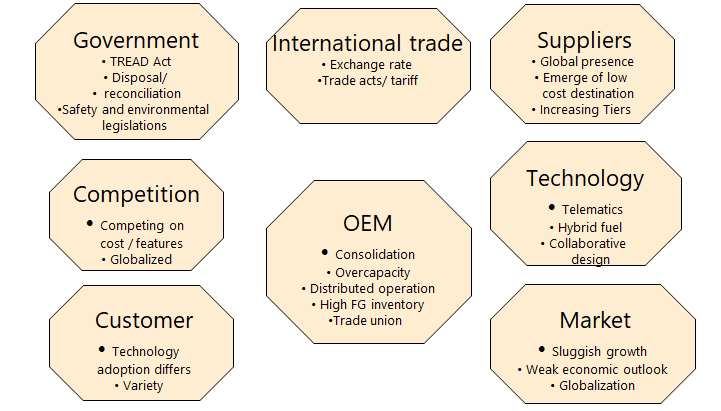 Government
• TREAD Act
• Disposal/
• reconciliation
•Safety and environmental
legislations
International trade
• Exchange rate
•Trade acts/ tariff
Suppliers
• Global presence
• Emerge of low
cost destination
• Increasing Tiers
Competition
• Competing on
cost / features
• Globalized
OEM
• Consolidation
• Overcapacity
• Distributed operation
• High FG inventory
•Trade union
Technology
• Telematics
• Hybrid fuel
• Collaborative
design
Customer
• Technology
adoption differs
• Variety
Market
• Sluggish growth
• Weak economic outlook
• Globalization